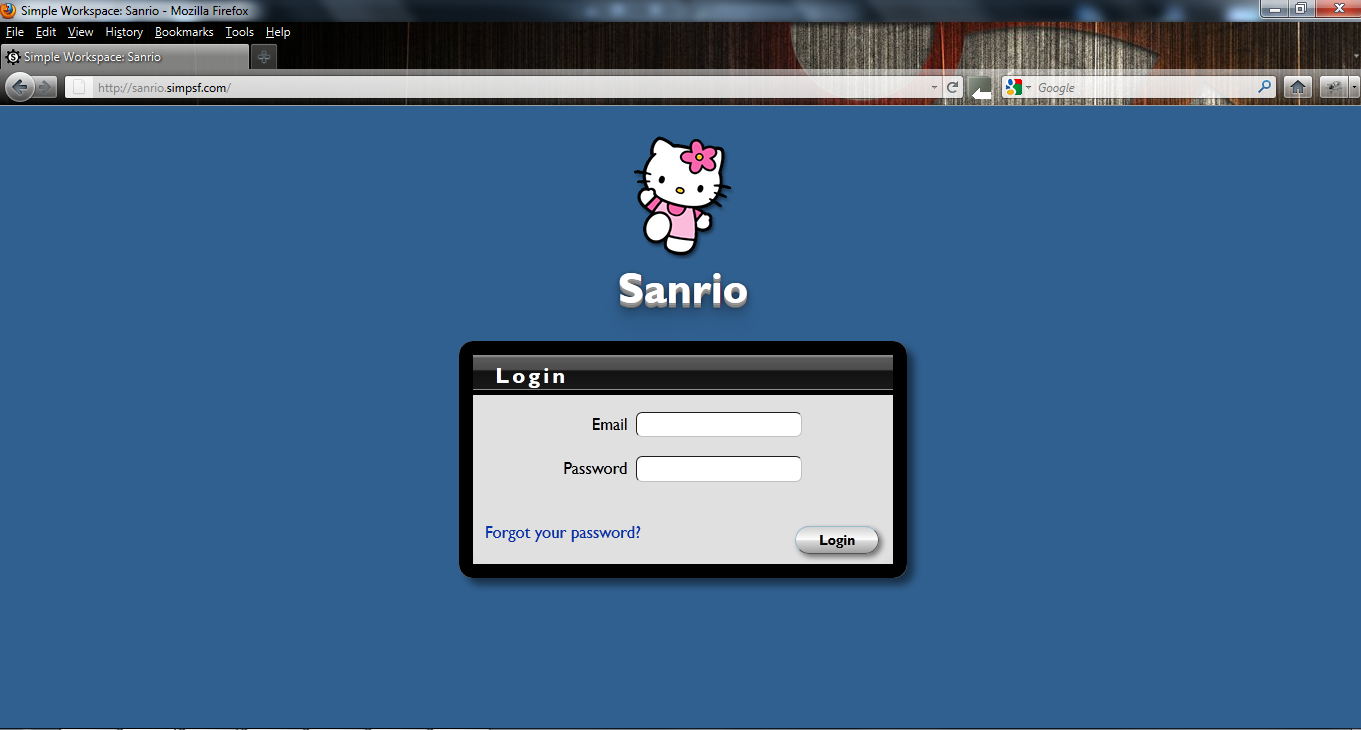 Simple Workspace: Sanrio - Mozilla Firefox
File Edit View History Bookmarks Tools Help
Simple Workspace: Sanrio
http://sanrio.simpsf.com/
Google
Sanrio
Login
Email
Password
Forgot your password?
Login